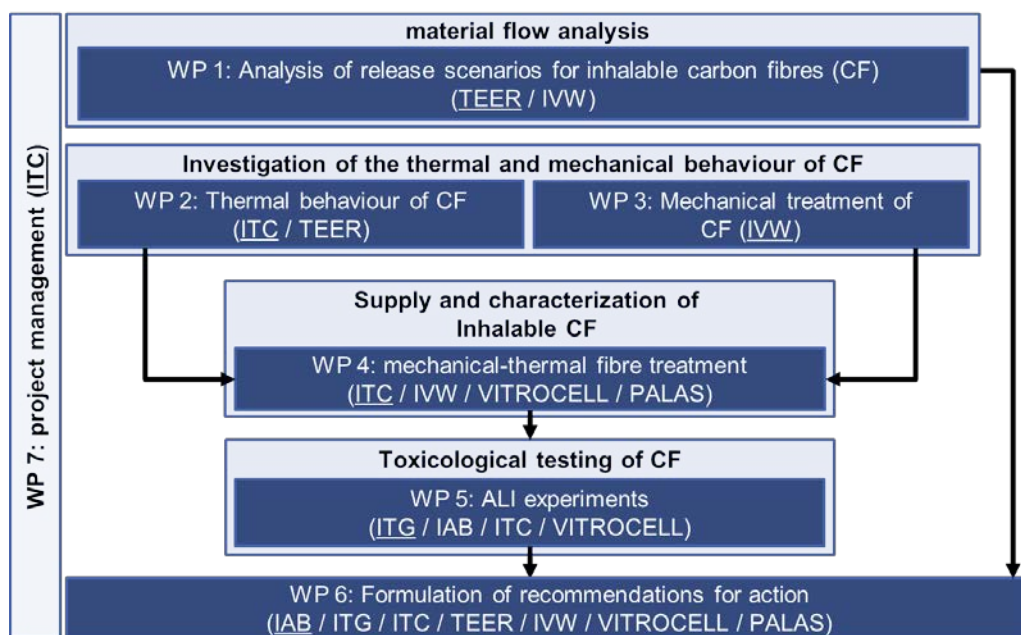 WP 7: project management (ITC)
material flow analysis
WP 1: Analysis of release scenarios for inhalable carbon fibres (CF)
(TEER / IVW)
Investigation of the thermal and mechanical behaviour of CF
WP 2: Thermal behaviour of CF
(ITC / TEER)
WP 3: Mechanical treatment of
CF (IVW)
Supply and characterization of
Inhalable CF
WP 4: mechanical-thermal fibre treatment
(ITC / IVW / VITROCELL / PALAS)
Toxicological testing of CF
WP 5: ALI experiments
(ITG / IAB / ITC / VITROCELL)
WP 6: Formulation of recommendations for action
(IAB / ITG / ITC / TEER / IVW / VITROCELL / PALAS)